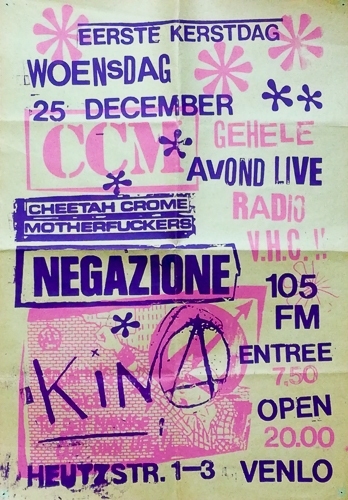 EERSTE KERSTDAG
WOENSDAG
25 DECEMBER
CCM
GEHELE
AVOND LIVE
RADIO
V.H.C. !!
CHEETAH CROME
MOTHERFUCKERS
NEGAZIONE
105
FM
KINA
ENTREE
7,50
OPEN
20.00
HEUTZSTR. 1-3 VENLO